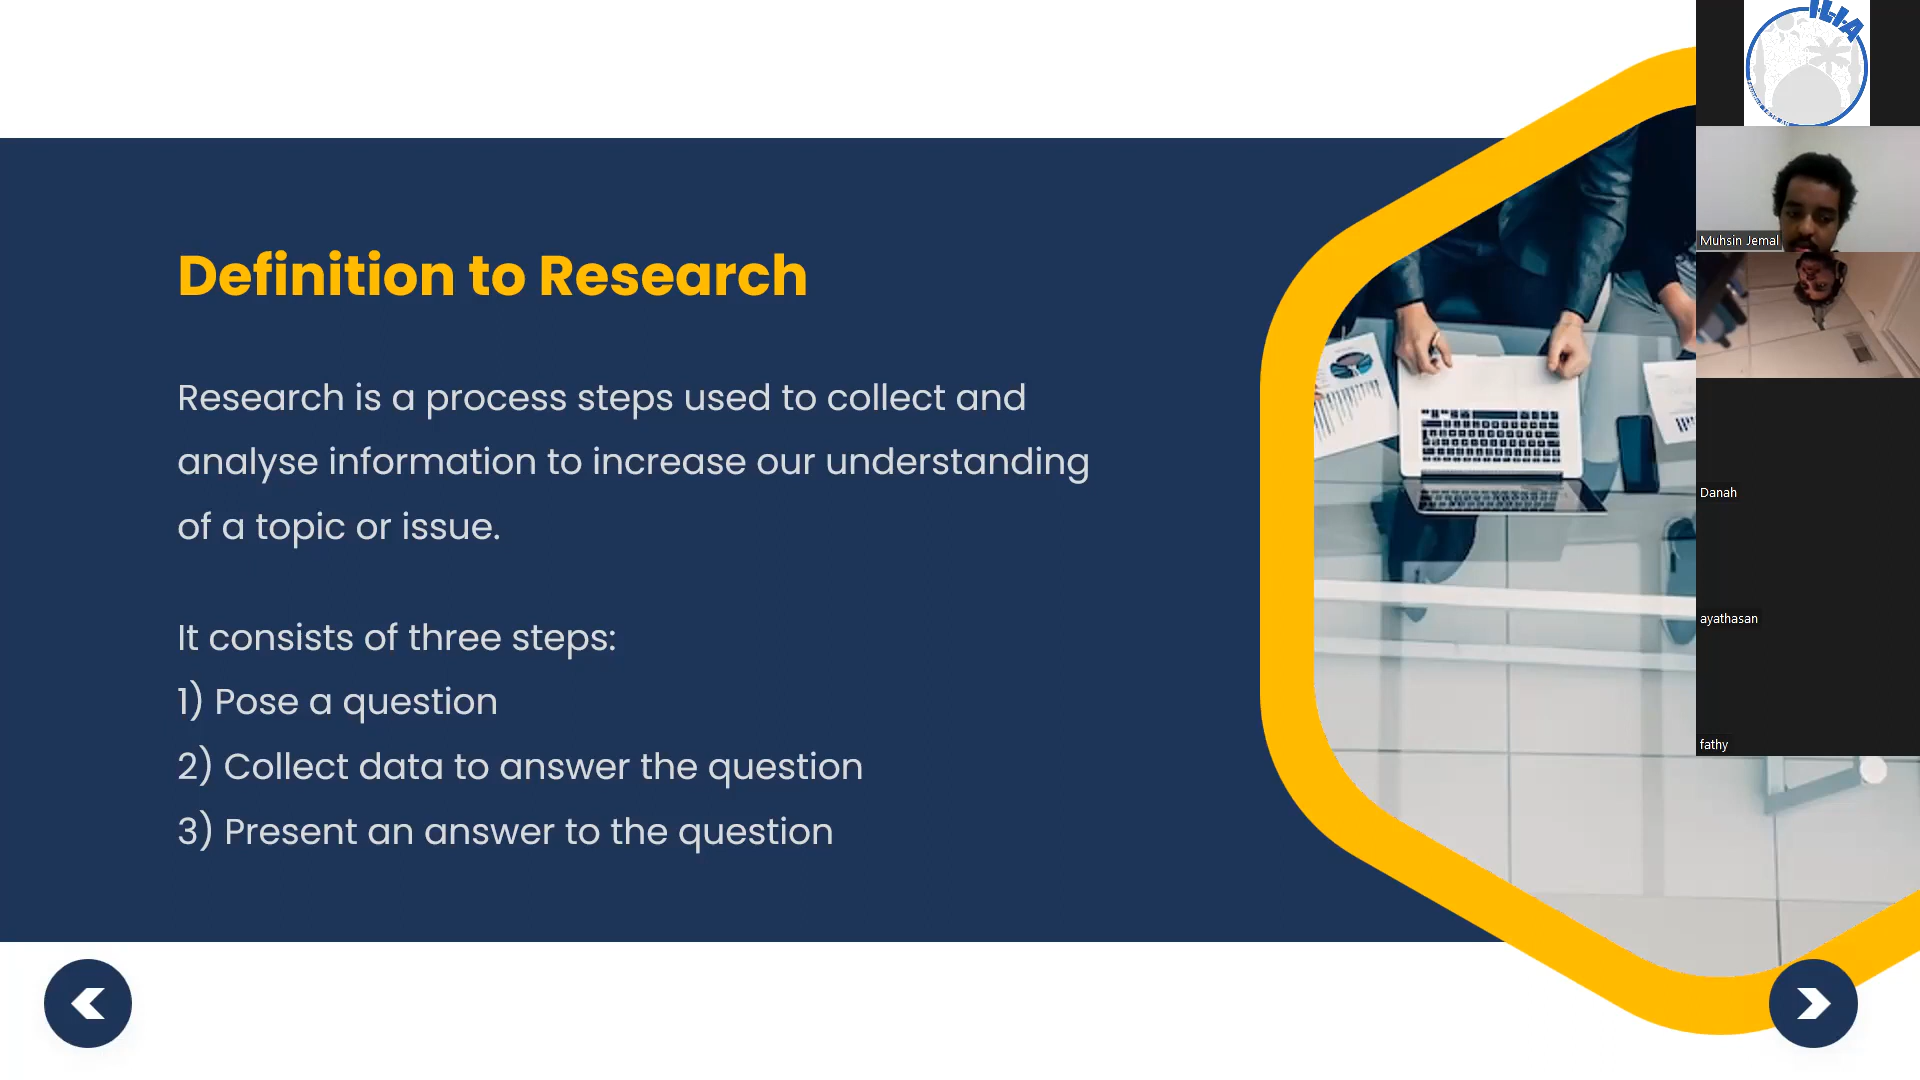 Definition to Research
Research is a process steps used to collect and
analyse information to increase our understanding
of a topic or issue.
It consists of three steps:
1) Pose a question
2) Collect data to answer the question
3) Present an answer to the question
ILIA
Muhsin Jemal
Danah
ayathasan
fathy